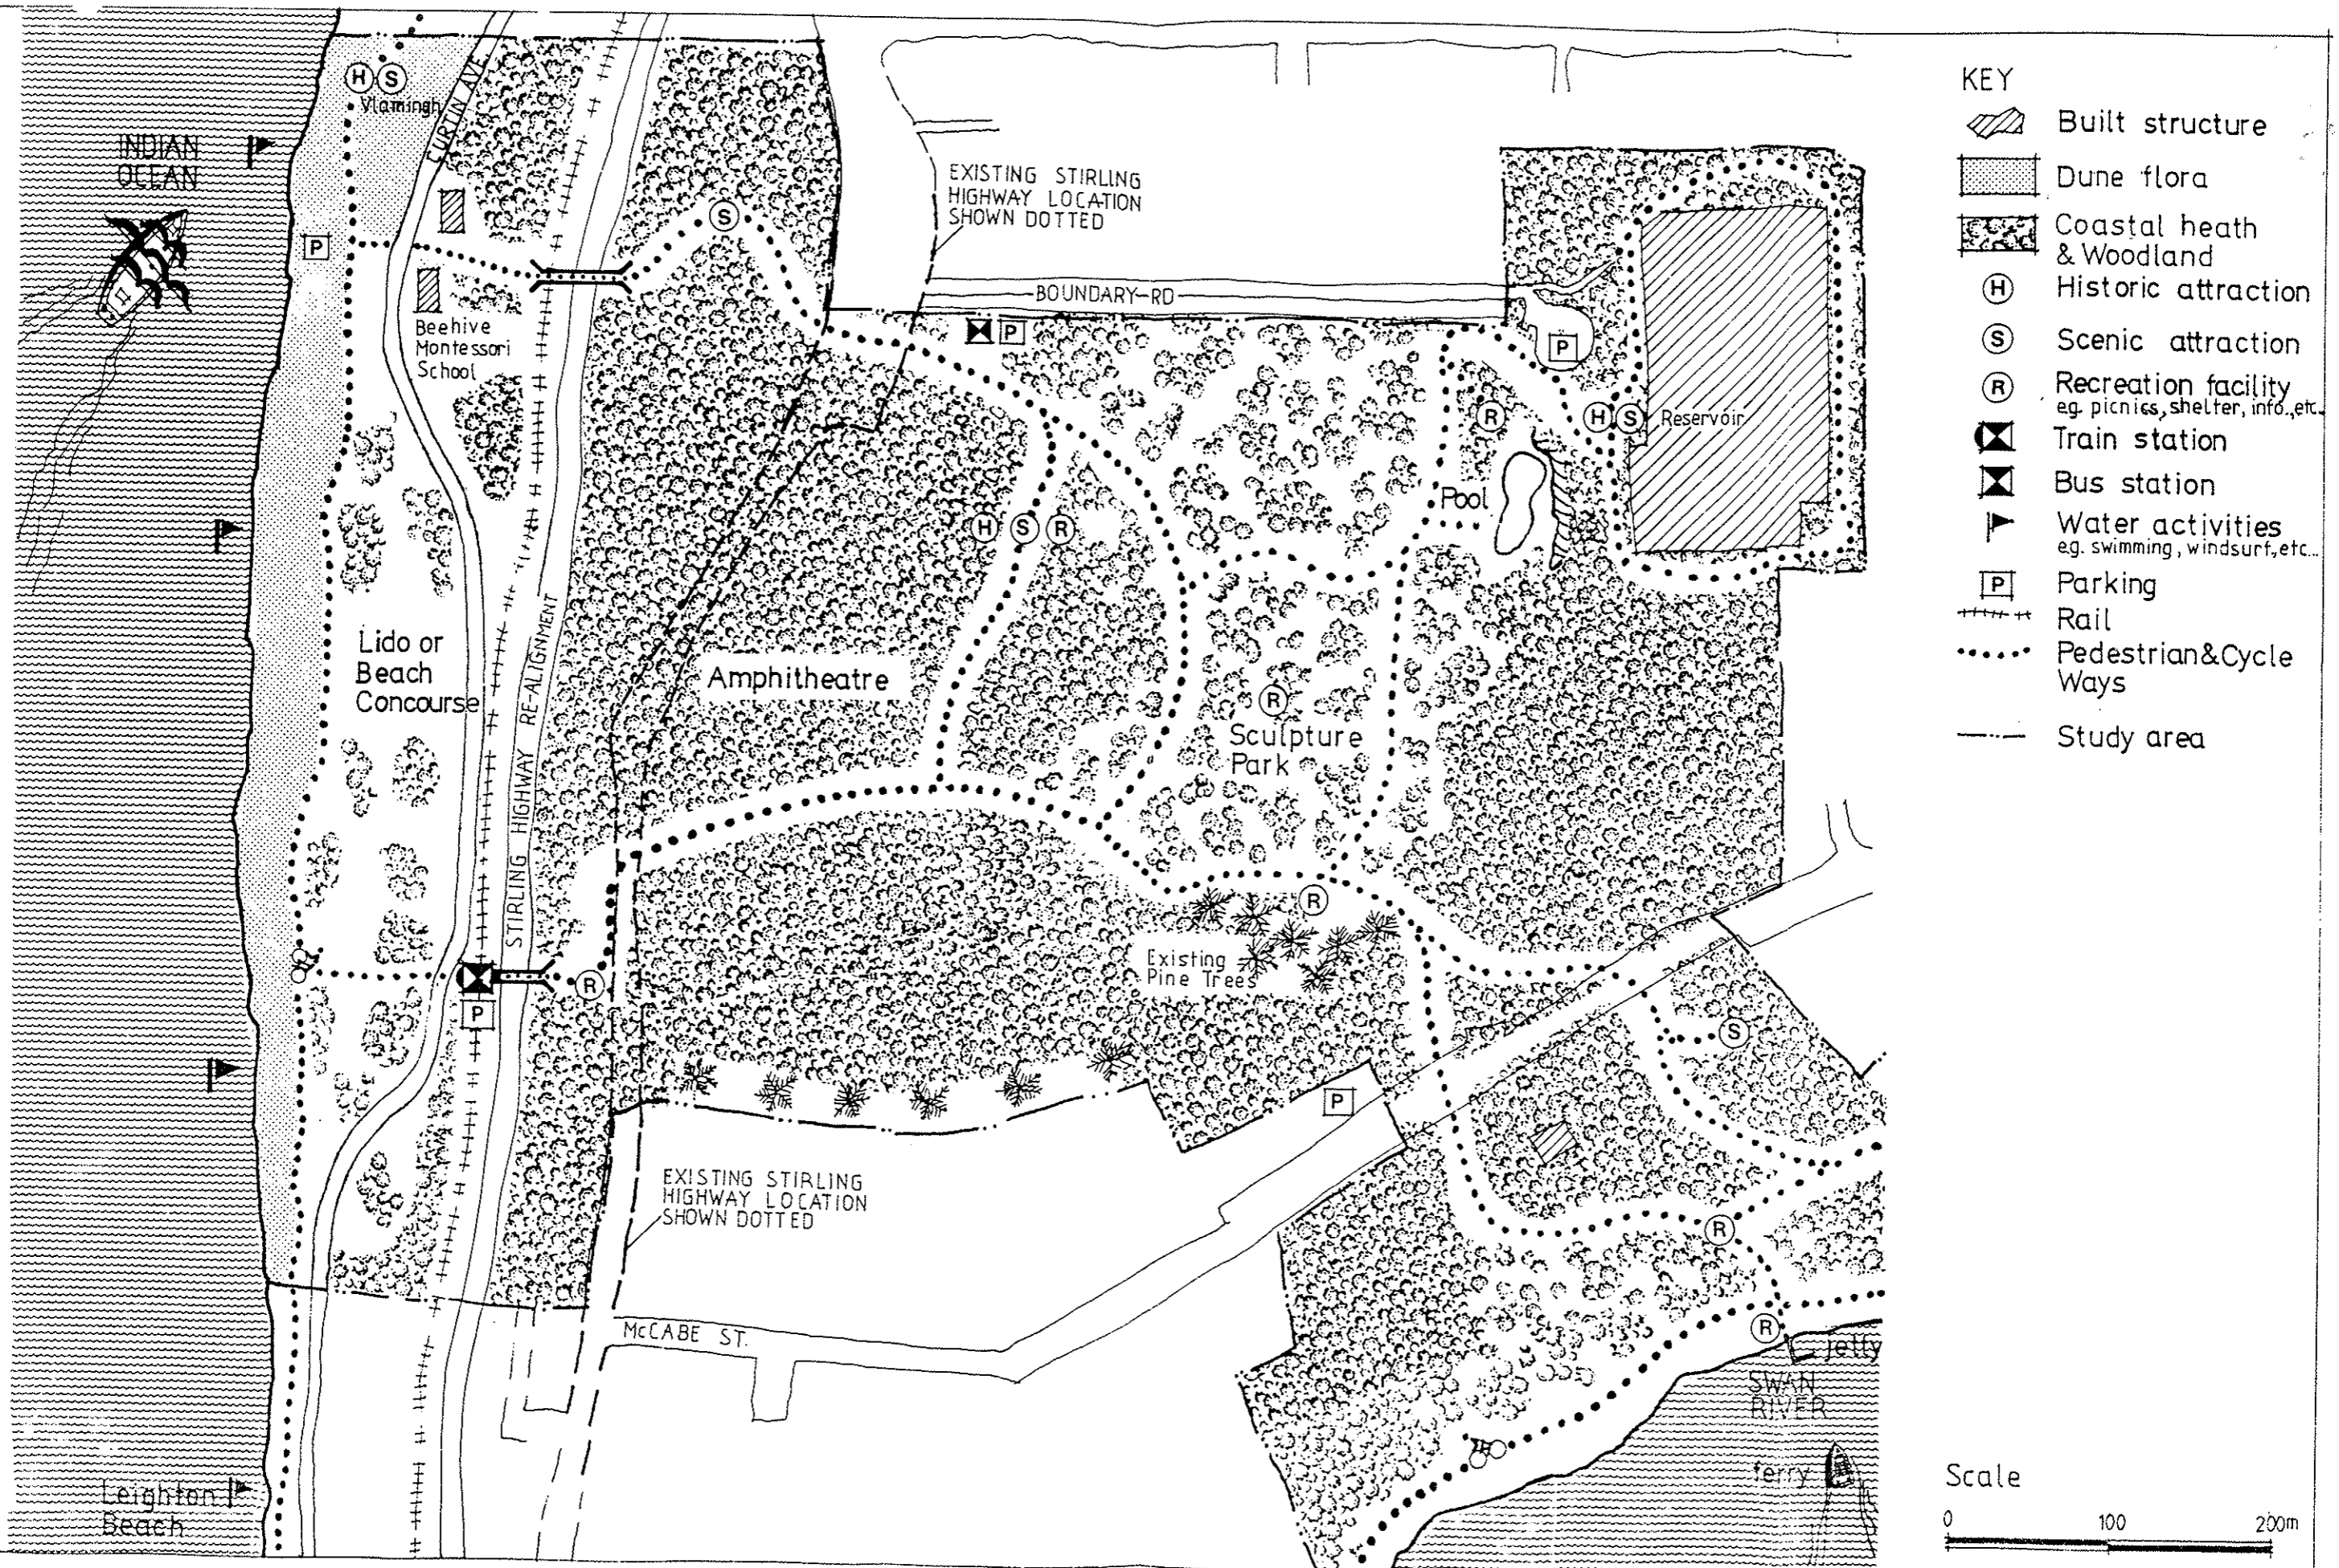 H S
Vlamingh
CURTIN AVE.
INDIAN
OCEAN
P
Beehive
Montessori
School
S
EXISTING STIRLING
HIGHWAY LOCATION
SHOWN DOTTED
BOUNDARY RD
P
P
R
H S Reservoir
Pool
H S R
Lido or
Beach
Concourse
STIRLING HIGHWAY RE-ALIGNMENT
Amphitheatre
R
Sculpture
Park
R
Existing
Pine Trees
R
P
S
P
EXISTING STIRLING
HIGHWAY LOCATION
SHOWN DOTTED
R
McCABE ST.
R
jetty
SWAN
RIVER
ferry
Leighton
Beach
KEY
Built structure
Dune flora
Coastal heath
& Woodland
H Historic attraction
S Scenic attraction
R Recreation facility
eg. picnics, shelter, info., etc.
Train station
Bus station
Water activities
e.g. swimming, windsurf, etc...
P Parking
Rail
Pedestrian&Cycle
Ways
Study area
Scale
0 100 200m